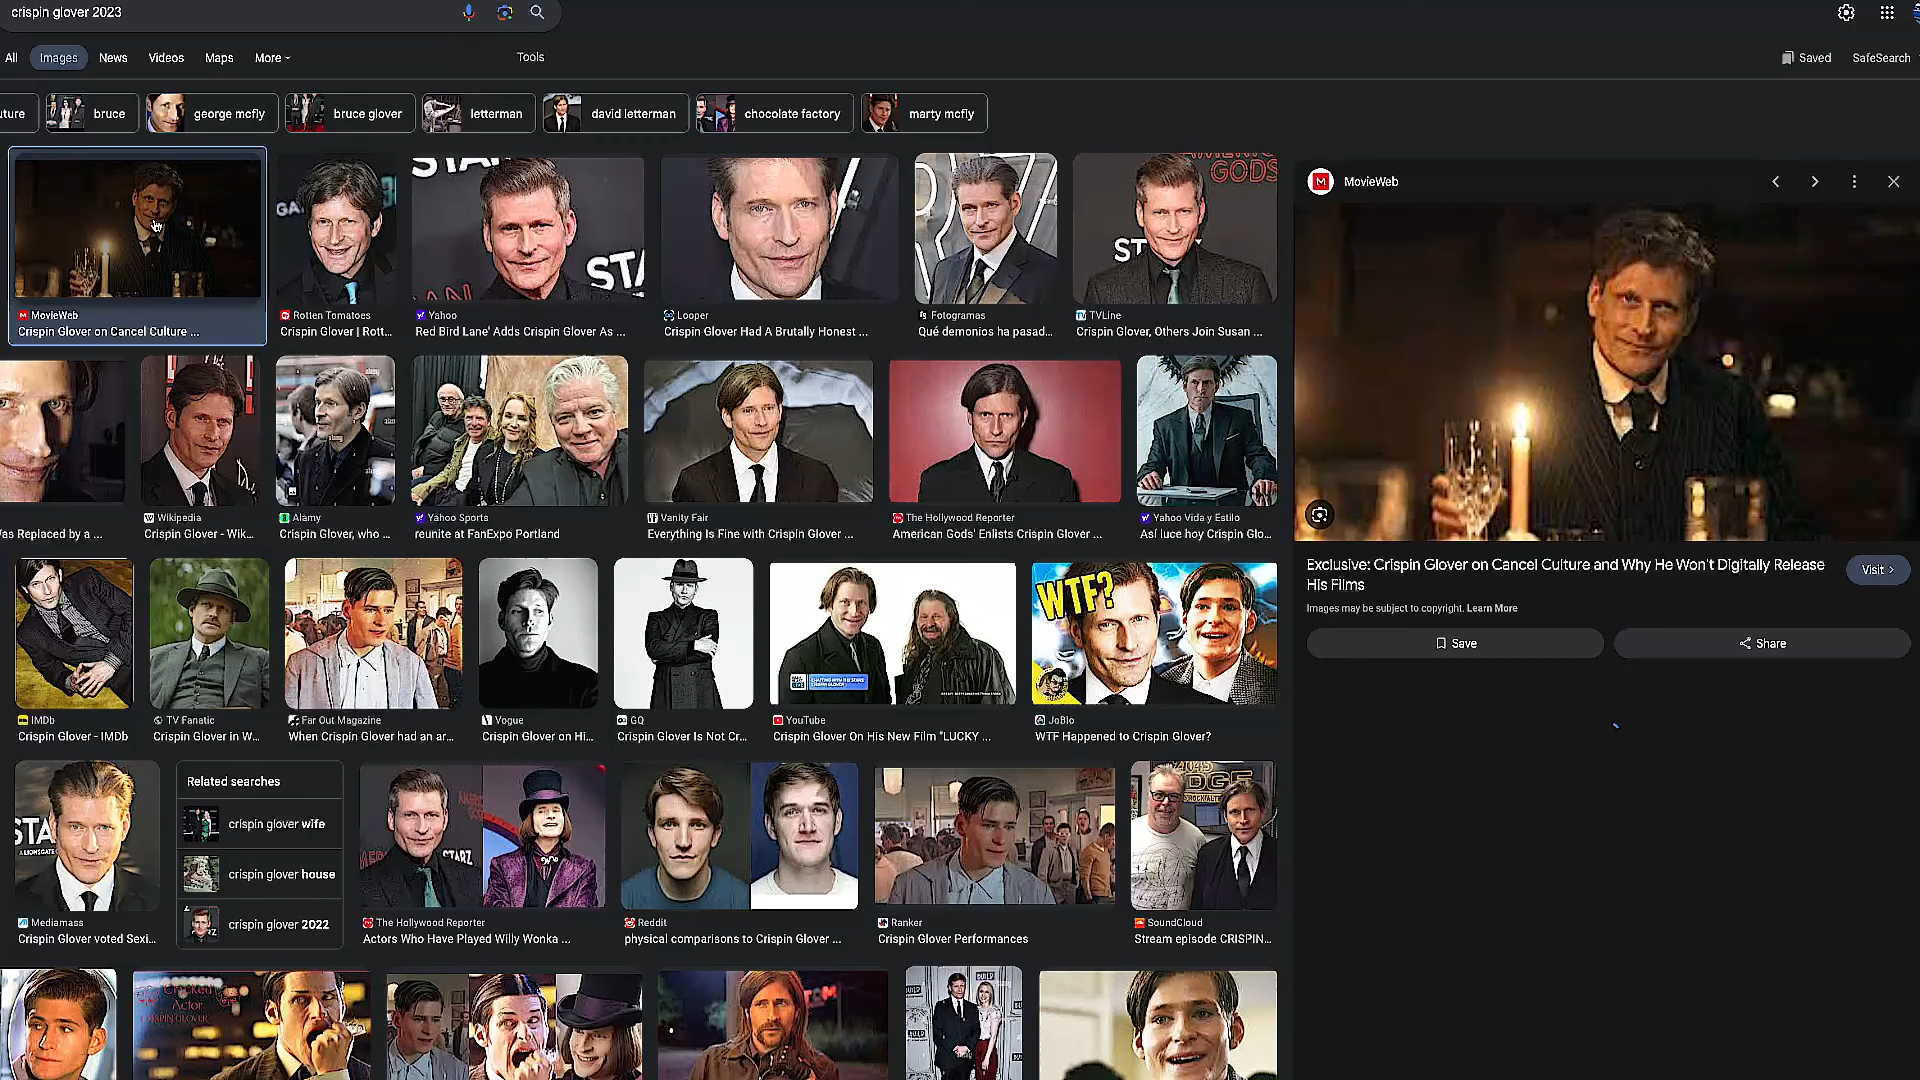 crispin glover 2023
All Images News Videos Maps More Tools Saved SafeSearch
uture bruce george mcfly bruce glover letterman david letterman chocolate factory marty mcfly
MovieWeb
Crispin Glover on Cancel Culture ...
Rotten Tomatoes
Crispin Glover | Rott...
Yahoo
Red Bird Lane' Adds Crispin Glover As ...
Looper
Crispin Glover Had A Brutally Honest ...
Fotogramas
Qué demonios ha pasad...
TVLine
Crispin Glover, Others Join Susan ...
MovieWeb
Exclusive: Crispin Glover on Cancel Culture and Why He Won't Digitally Release
His Films
Visit
Images may be subject to copyright. Learn More
Save
Share
as Replaced by a ...
Wikipedia
Crispin Glover - Wik...
Alamy
Crispin Glover, who ...
Yahoo Sports
reunite at FanExpo Portland
Vanity Fair
Everything Is Fine with Crispin Glover ...
The Hollywood Reporter
American Gods' Enlists Crispin Glover ...
Yahoo Vida y Estilo
Así luce hoy Crispin Glo...
IMDb
Crispin Glover - IMDb
TV Fanatic
Crispin Glover in W...
Far Out Magazine
When Crispin Glover had an ar...
Vogue
Crispin Glover on Hi...
GQ
Crispin Glover Is Not Cr...
YouTube
Crispin Glover On His New Film "LUCKY ...
WTF?
JoBlo
WTF Happened to Crispin Glover?
Mediamass
Crispin Glover voted Sexi...
Related searches
crispin glover wife
crispin glover house
crispin glover 2022
The Hollywood Reporter
Actors Who Have Played Willy Wonka ...
Reddit
physical comparisons to Crispin Glover ...
Ranker
Crispin Glover Performances
SoundCloud
Stream episode CRISPIN...
Cracked
Actor
CRISPIN GLOVER